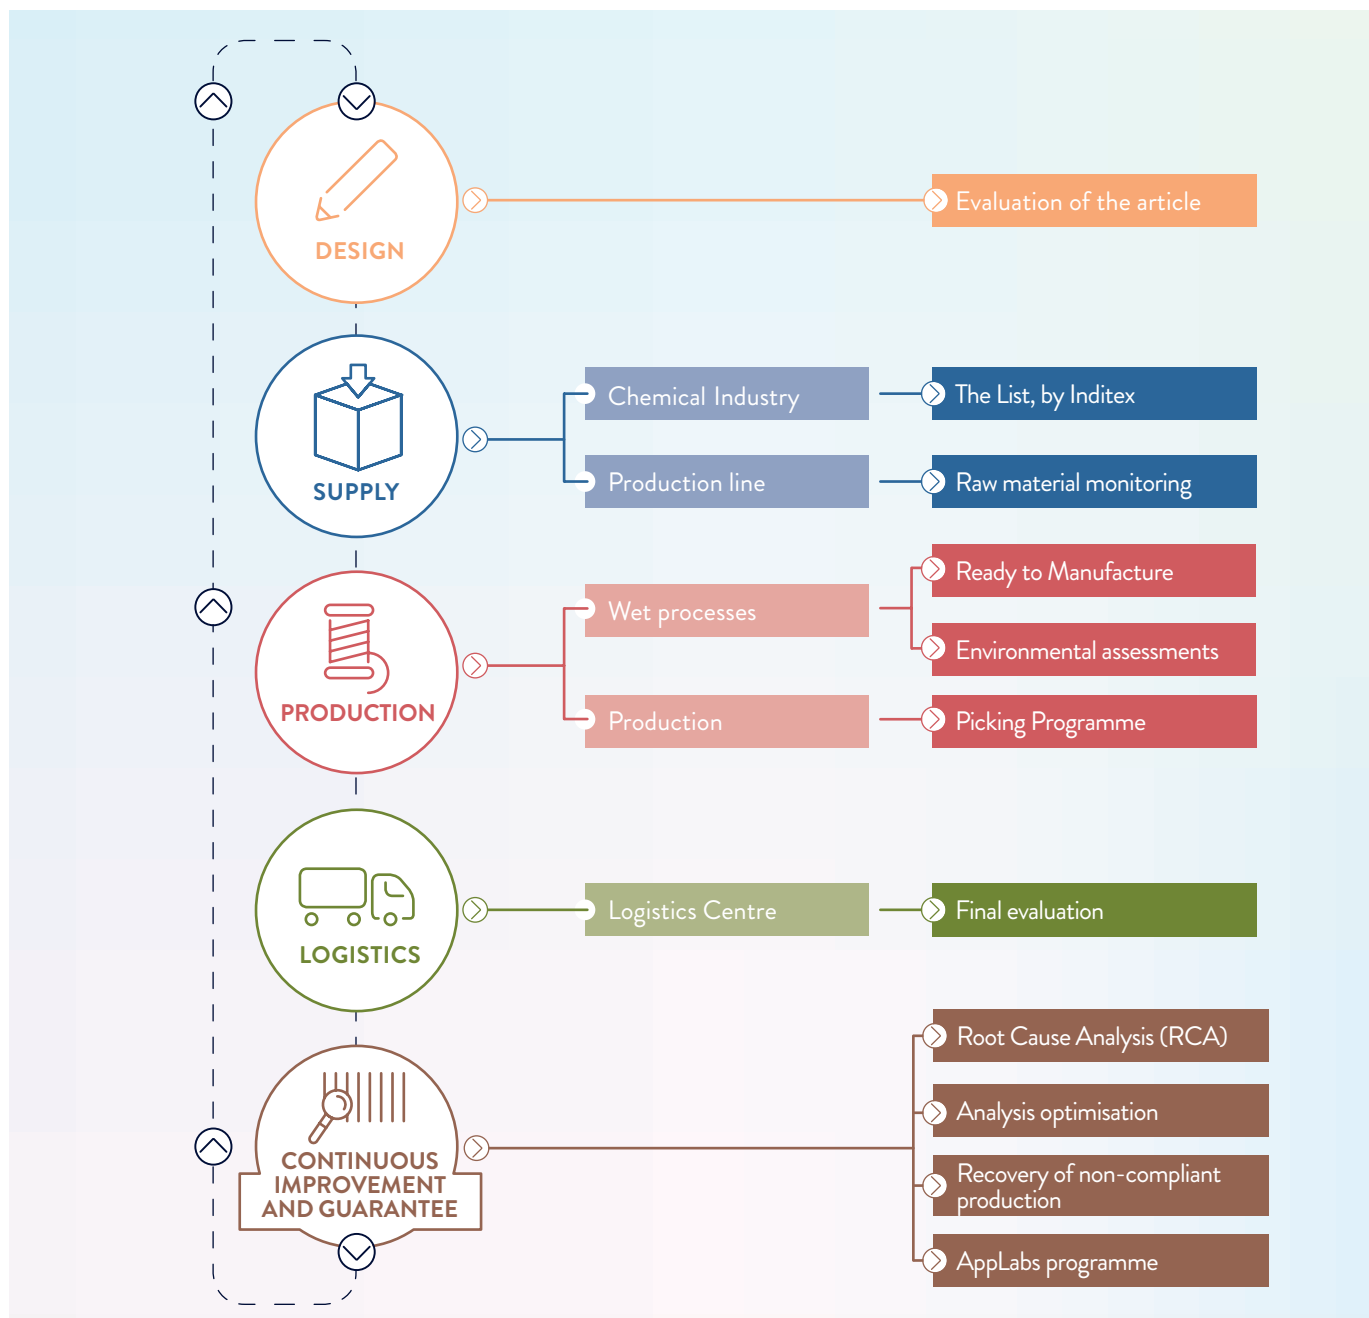 DESIGN
Evaluation of the article
SUPPLY
Chemical Industry
The List, by Inditex
Production line
Raw material monitoring
PRODUCTION
Wet processes
Ready to Manufacture
Environmental assessments
Production
Picking Programme
LOGISTICS
Logistics Centre
Final evaluation
CONTINUOUS
IMPROVEMENT
AND GUARANTEE
Root Cause Analysis (RCA)
Analysis optimisation
Recovery of non-compliant
production
AppLabs programme